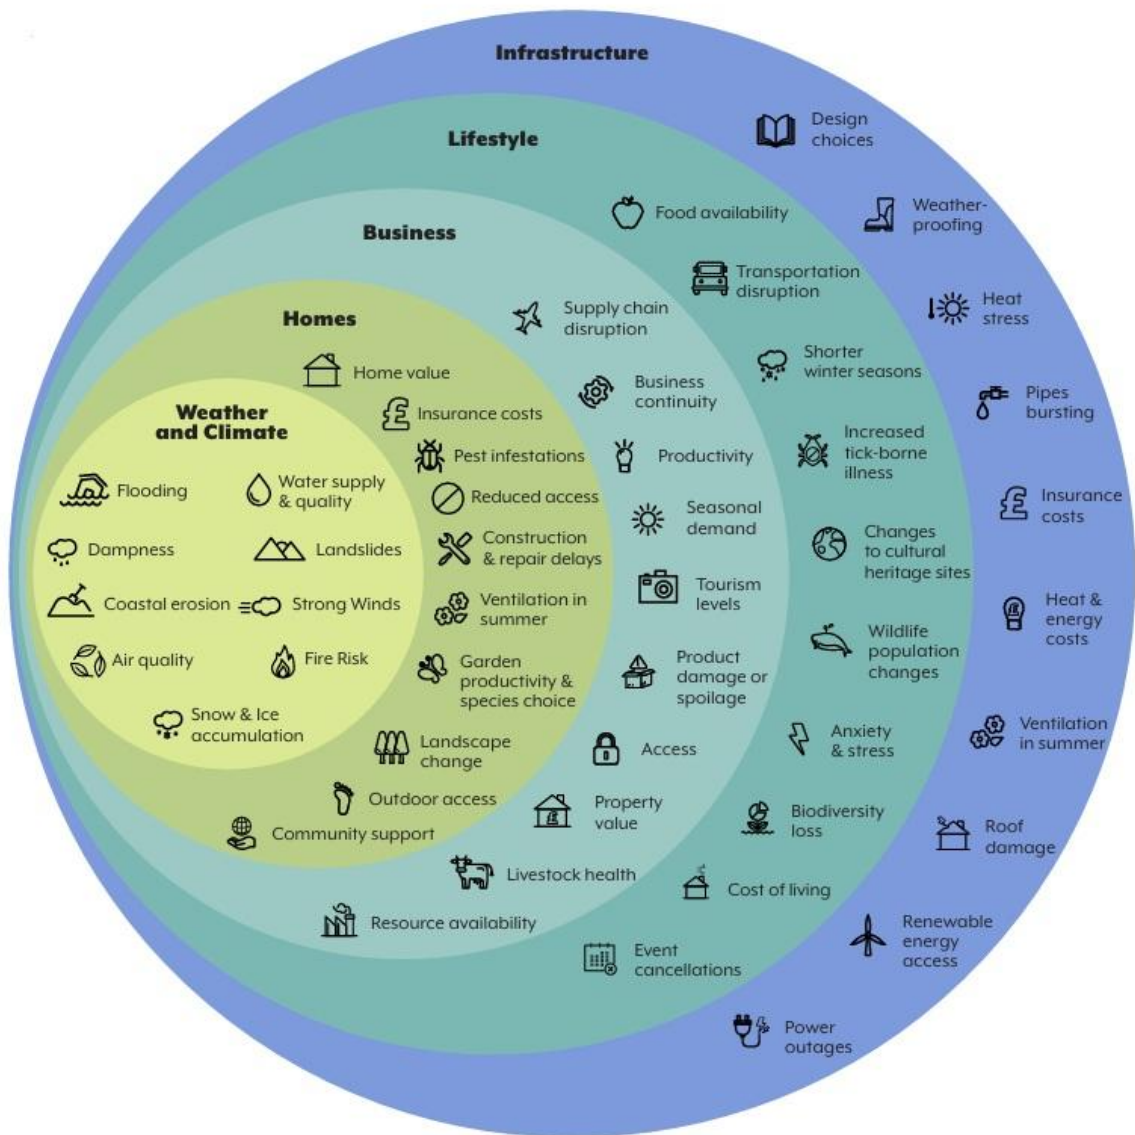 Infrastructure
Design
choices
Weather-
proofing
Heat
stress
Pipes
bursting
Insurance
costs
Heat &
energy
costs
Ventilation
in summer
Roof
damage
Renewable
energy
access
Power
outages
Lifestyle
Food availability
Transportation
disruption
Shorter
winter seasons
Increased
tick-borne
illness
Changes
to cultural
heritage sites
Wildlife
population
changes
Anxiety
& stress
Biodiversity
loss
Cost of living
Event
cancellations
Business
Supply chain
disruption
Business
continuity
Productivity
Seasonal
demand
Tourism
levels
Product
damage or
spoilage
Access
Property
value
£
Livestock health
Resource availability
Homes
Home value
£ Insurance costs
Pest infestations
Reduced access
Construction
& repair delays
Ventilation in
summer
Garden
productivity &
species choice
Landscape
change
Outdoor access
Community support
Weather
and Climate
Flooding
Water supply
& quality
Dampness
Landslides
Coastal erosion
Strong Winds
Air quality
Fire Risk
Snow & Ice
accumulation